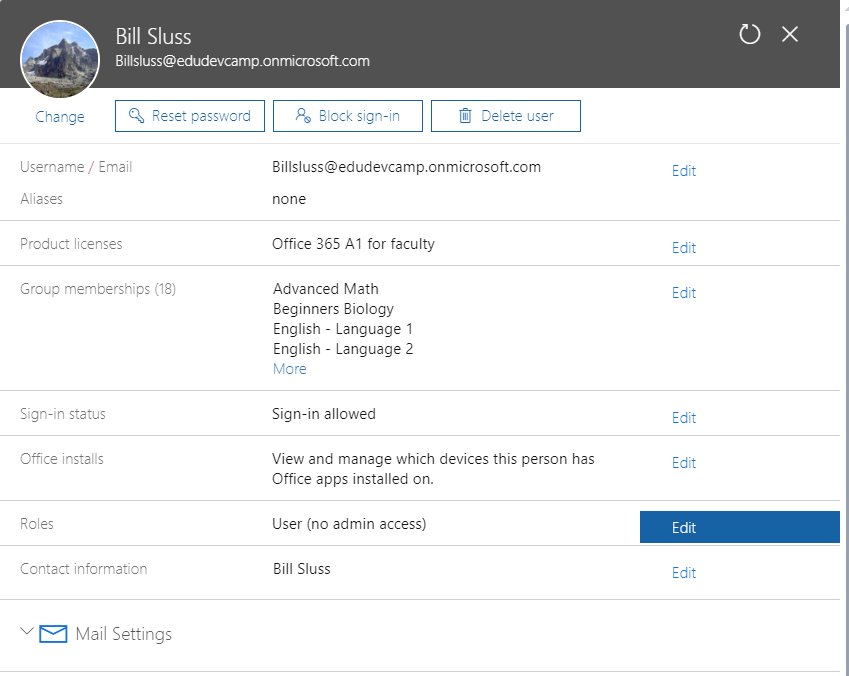 Bill Sluss
Billsluss@edudevcamp.onmicrosoft.com
Change
Reset password
Block sign-in
Delete user
Username / Email
Billsluss@edudevcamp.onmicrosoft.com
Edit
Aliases
none
Product licenses
Office 365 A1 for faculty
Edit
Group memberships (18)
Advanced Math
Edit
Beginners Biology
English - Language 1
English - Language 2
More
Sign-in status
Sign-in allowed
Edit
Office installs
View and manage which devices this person has
Office apps installed on.
Edit
Roles
User (no admin access)
Edit
Contact information
Bill Sluss
Edit
Mail Settings